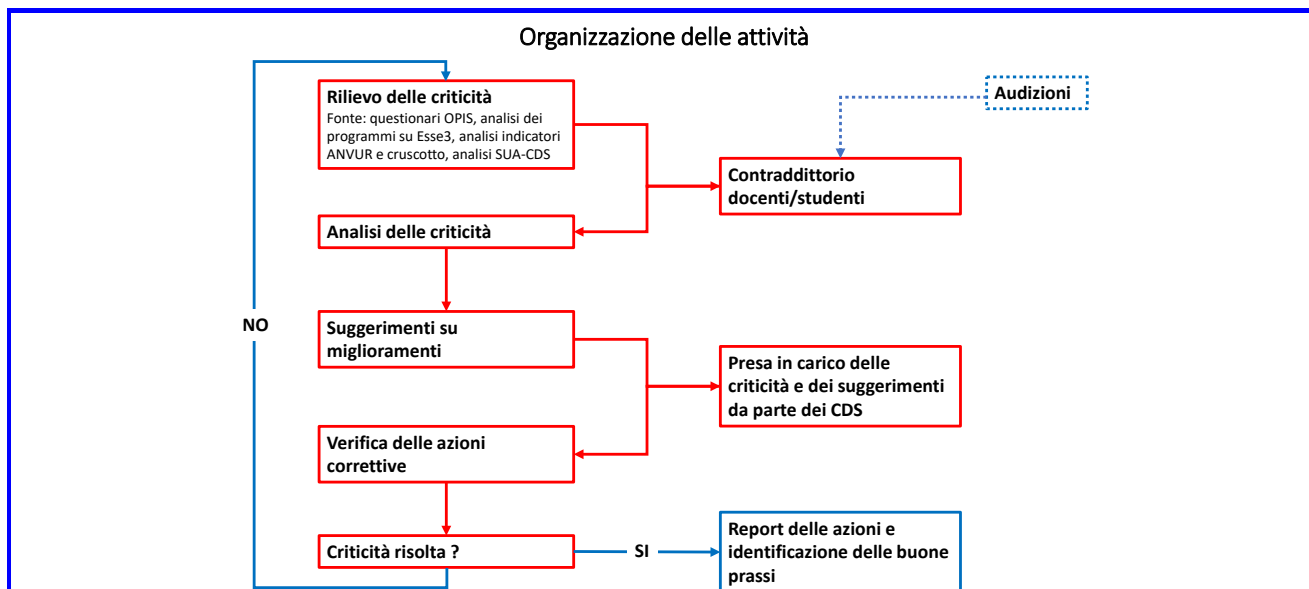 Organizzazione delle attività
Rilievo delle criticità
Fonte: questionari OPIS, analisi dei
programmi su Esse3, analisi indicatori
ANVUR e cruscotto, analisi SUA-CDS
Audizioni
Contraddittorio
docenti/studenti
Analisi delle criticità
NO
Suggerimenti su
miglioramenti
Presa in carico delle
criticità e dei suggerimenti
da parte dei CDS
Verifica delle azioni
correttive
Criticità risolta ?
SI
Report delle azioni e
identificazione delle buone
prassi